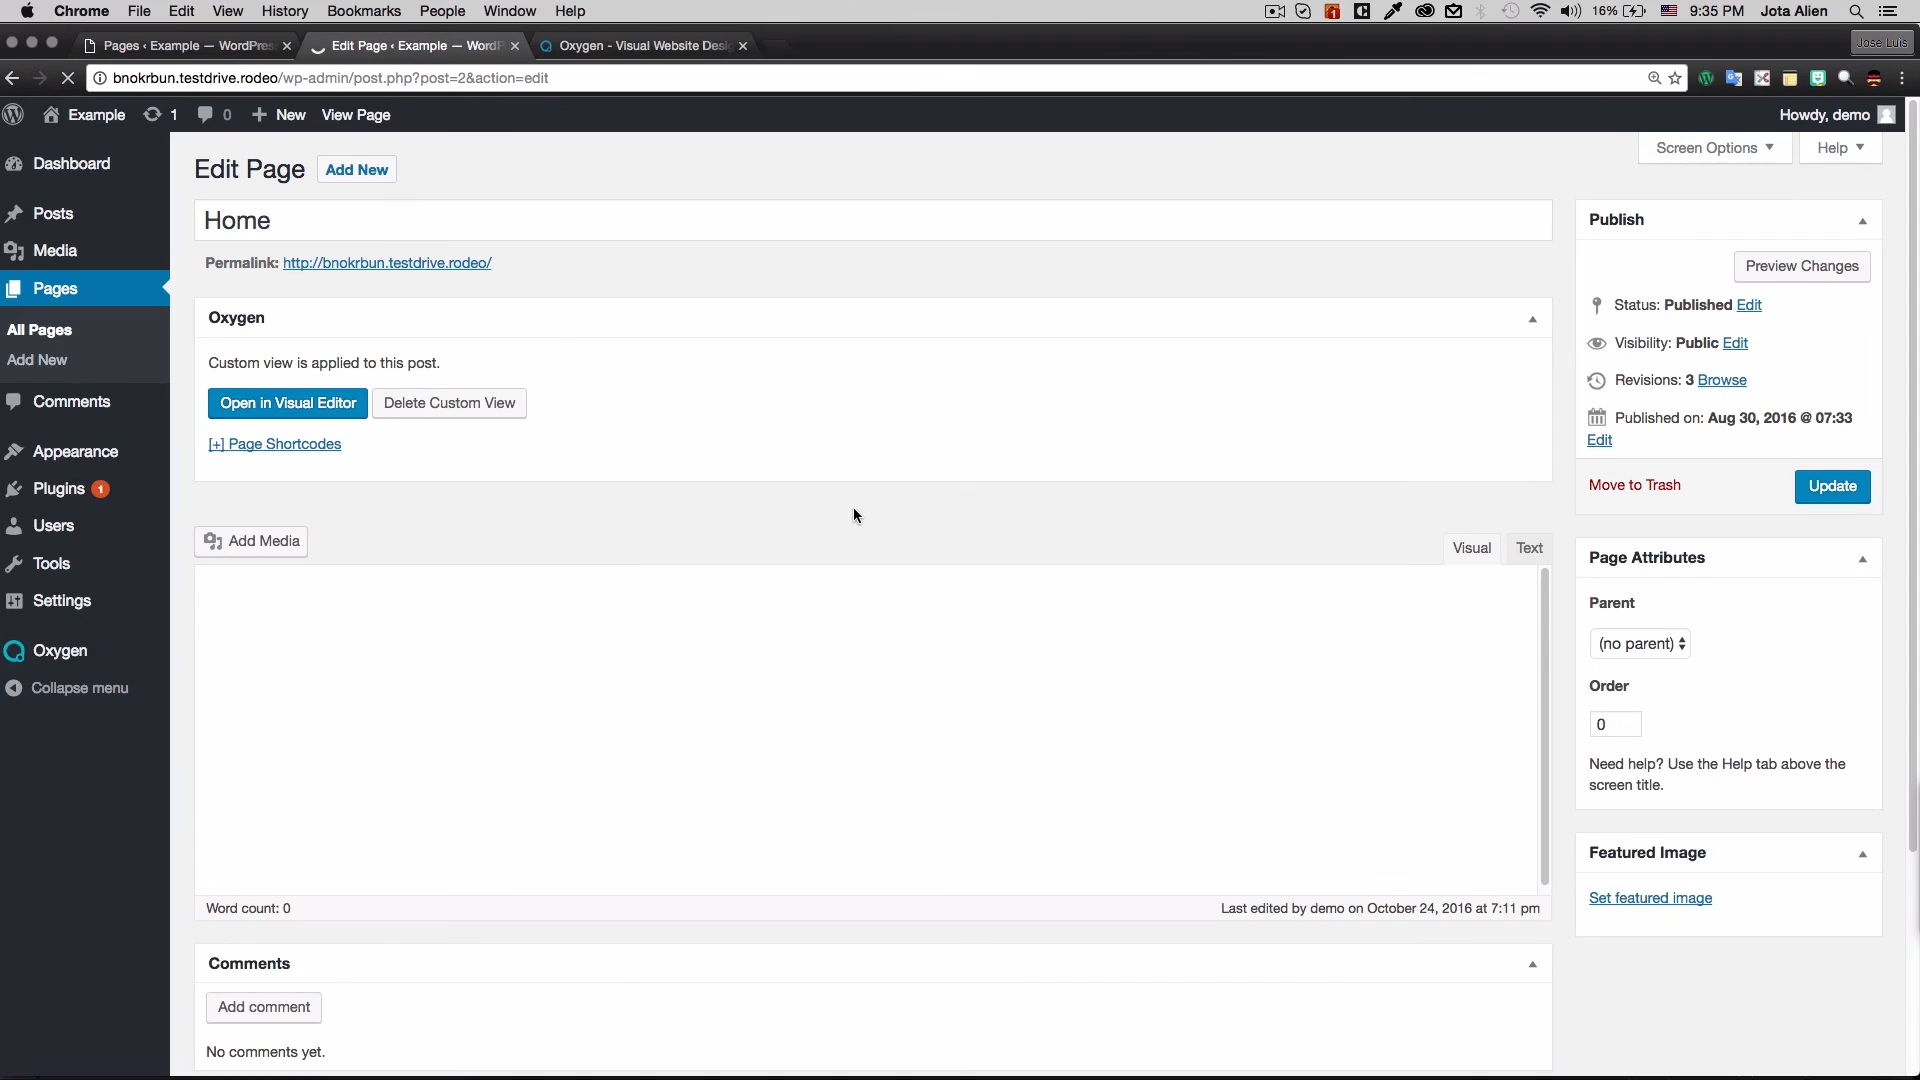 Chrome File Edit View History Bookmarks People Window Help 1 16% 9:35 PM Jota Alien
Pages ‹ Example — WordPres Edit Page ‹ Example — WordP Oxygen - Visual Website Desig Jose Luis
bnokrbun.testdrive.rodeo/wp-admin/post.php?post=2&action=edit
Example 1 0 New View Page Howdy, demo
Screen Options Help
Dashboard
Posts
Media
Pages
All Pages
Add New
Comments
Appearance
Plugins 1
Users
Tools
Settings
Oxygen
Collapse menu
Edit Page Add New
Home
Permalink: http://bnokrbun.testdrive.rodeo/
Oxygen
Custom view is applied to this post.
Open in Visual Editor Delete Custom View
[+] Page Shortcodes
Add Media Visual Text
Word count: 0 Last edited by demo on October 24, 2016 at 7:11 pm
Comments
Add comment
No comments yet.
Publish
Preview Changes
Status: Published Edit
Visibility: Public Edit
Revisions: 3 Browse
Published on: Aug 30, 2016 @ 07:33
Edit
Move to Trash Update
Page Attributes
Parent
(no parent)
Order
0
Need help? Use the Help tab above the
screen title.
Featured Image
Set featured image